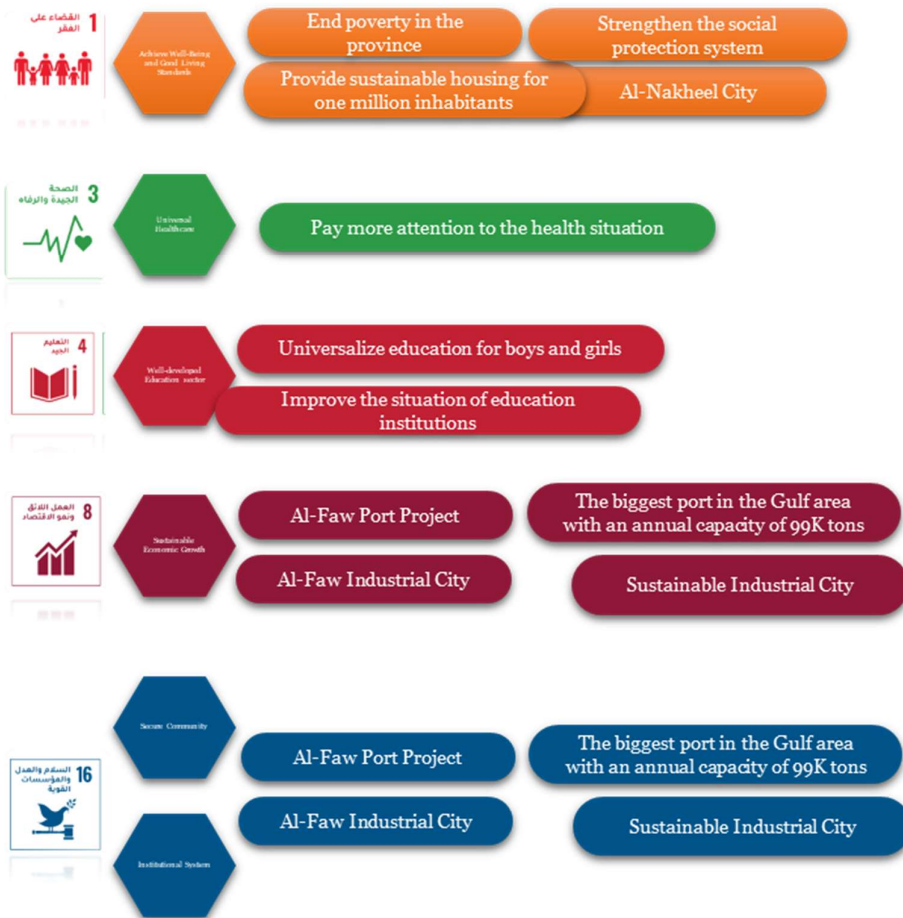 1 القضاء على
الفقر
Achieve Well-Being
and Good Living
Standards
End poverty in the
province
Strengthen the social
protection system
Provide sustainable housing for
one million inhabitants
Al-Nakheel City
3 الصحة
الجيدة والرفاه
Universal
Healthcare
Pay more attention to the health situation
4 التعليم
الجيد
Well-developed
Education sector
Universalize education for boys and girls
Improve the situation of education
institutions
8 العمل اللائق
ونمو الاقتصاد
Sustainable
Economic Growth
Al-Faw Port Project
The biggest port in the Gulf area
with an annual capacity of 99K tons
Al-Faw Industrial City
Sustainable Industrial City
16 السلام والعدل
والمؤسسات
القوية
Secure Community
Al-Faw Port Project
The biggest port in the Gulf area
with an annual capacity of 99K tons
Al-Faw Industrial City
Sustainable Industrial City
Institutional System